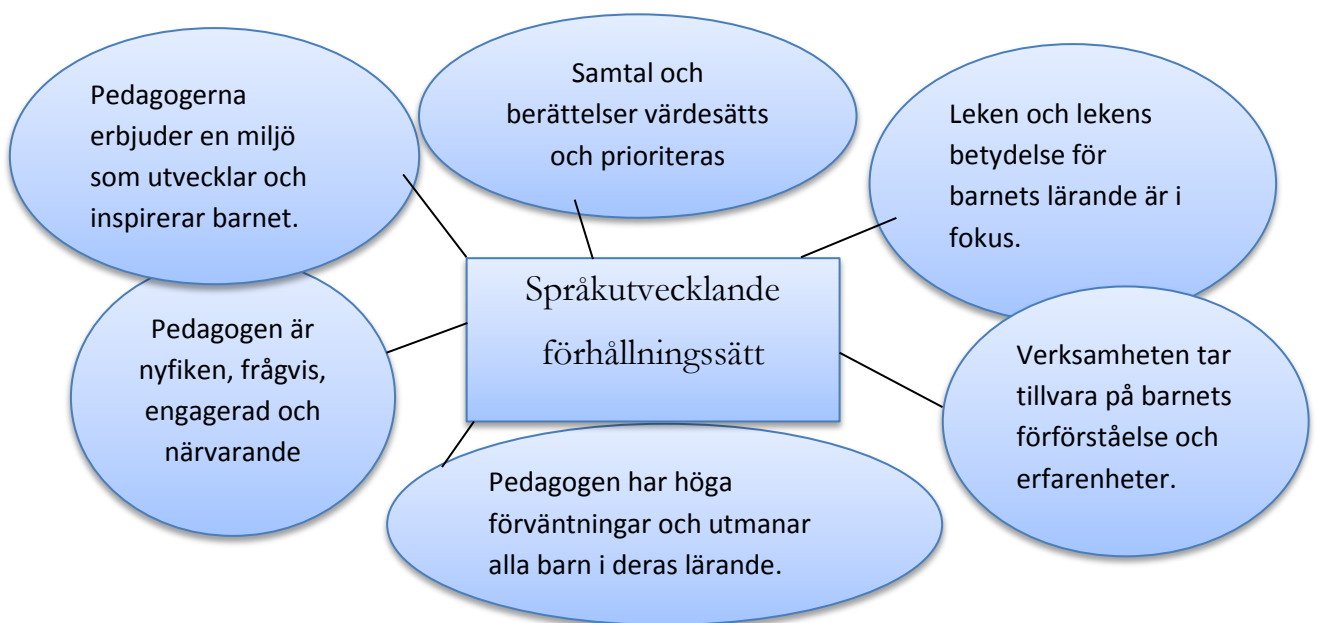 Pedagogerna
erbjuder en miljö
som utvecklar och
inspirerar barnet.
Samtal och
berättelser värdesätts
och prioriteras
Leken och lekens
betydelse för
barnets lärande är i
fokus.
Språkutvecklande
förhållningssätt
Pedagogen är
nyfiken, frågvis,
engagerad och
närvarande
Verksamheten tar
tillvara på barnets
förförståelse och
erfarenheter.
Pedagogen har höga
förväntningar och utmanar
alla barn i deras lärande.